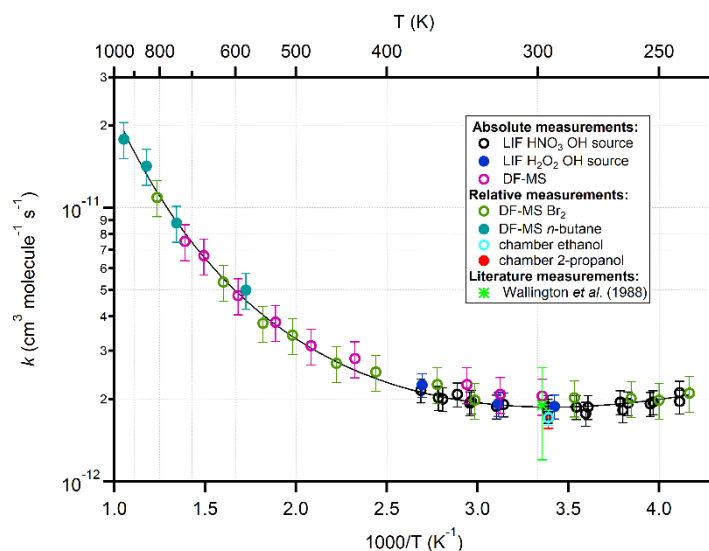 T (K)
1000 800 600 500 400 300 250
3
2
10⁻¹¹
9
8
7
6
5
4
3
2
10⁻¹²
k (cm³ molecule⁻¹ s⁻¹)
Absolute measurements:
LIF HNO₃ OH source
LIF H₂O₂ OH source
DF-MS
Relative measurements:
DF-MS Br₂
DF-MS n-butane
chamber ethanol
chamber 2-propanol
Literature measurements:
Wallington et al. (1988)
1.0 1.5 2.0 2.5 3.0 3.5 4.0
1000/T (K⁻¹)